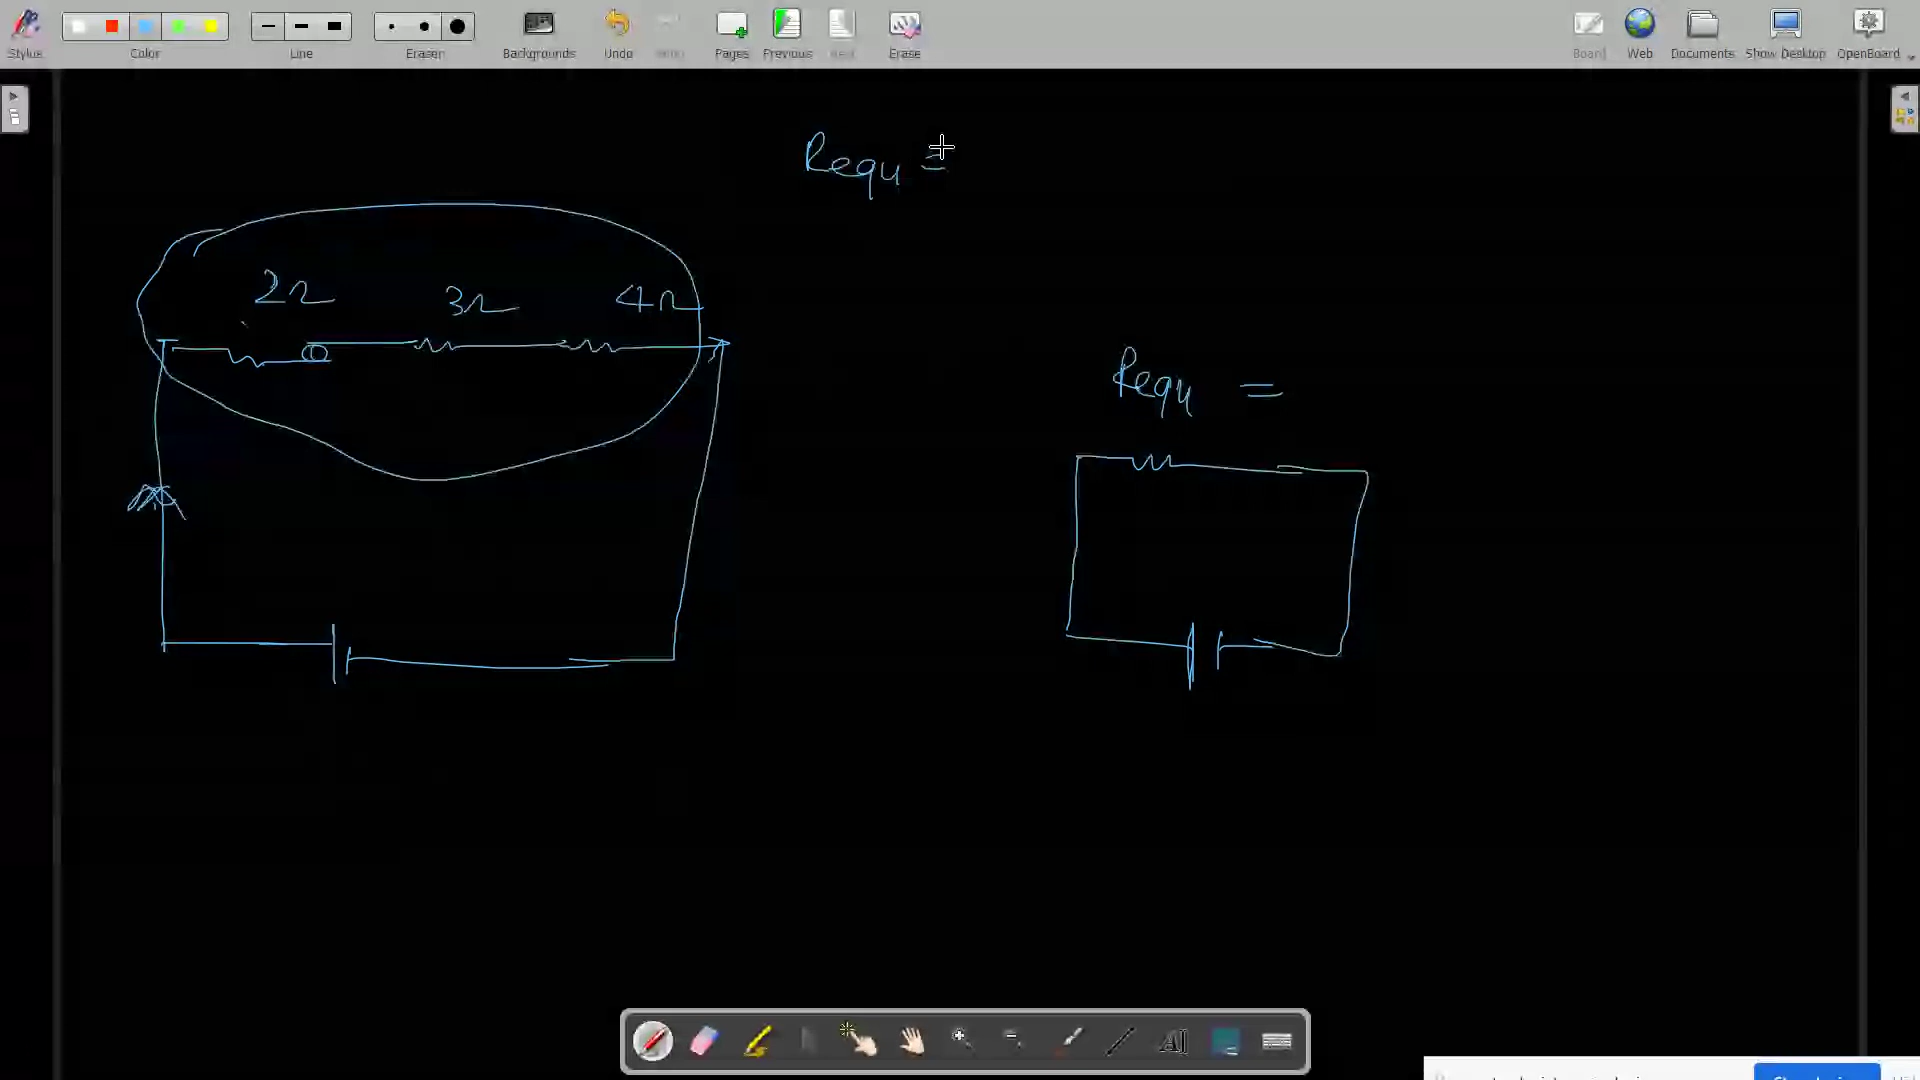 Stylus Color Line Eraser Backgrounds Undo Pages Previous Erase Board Web Documents Show Desktop OpenBoard
Requ =
2Ω 3Ω 4Ω
Requ =